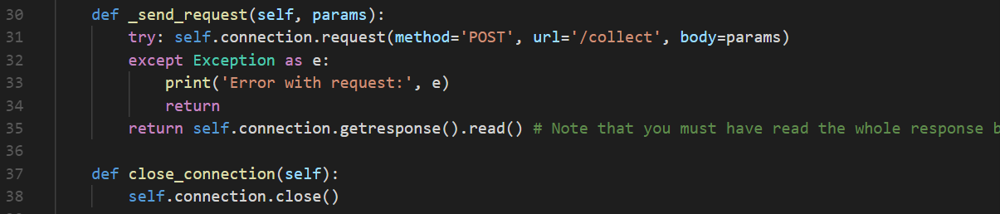 30 def _send_request(self, params):
31 try: self.connection.request(method='POST', url='/collect', body=params)
32 except Exception as e:
33 print('Error with request:', e)
34 return
35 return self.connection.getresponse().read() # Note that you must have read the whole response b
36
37 def close_connection(self):
38 self.connection.close()